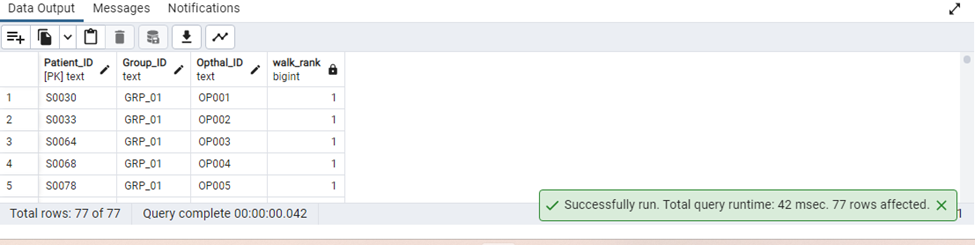 Data Output Messages Notifications
Patient_ID Group_ID Opthal_ID walk_rank
[PK] text text text bigint
1 S0030 GRP_01 OP001 1
2 S0033 GRP_01 OP002 1
3 S0064 GRP_01 OP003 1
4 S0068 GRP_01 OP004 1
5 S0078 GRP_01 OP005 1
Successfully run. Total query runtime: 42 msec. 77 rows affected.
Total rows: 77 of 77 Query complete 00:00:00.042 1